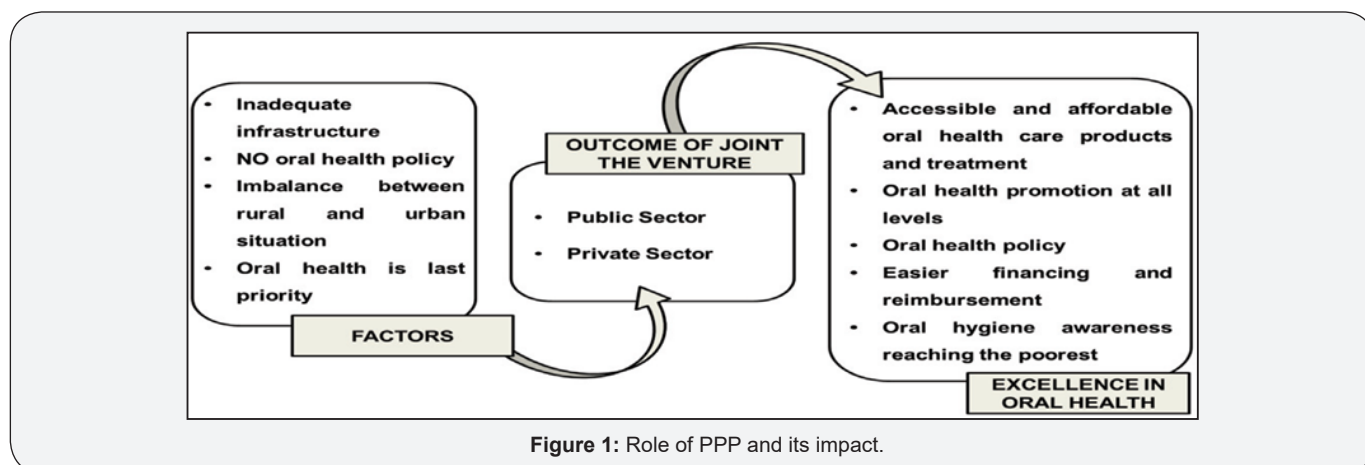 • Inadequate
infrastructure
• NO oral health policy
• Imbalance between
rural and urban
situation
• Oral health is last
priority
FACTORS
OUTCOME OF JOINT
THE VENTURE
• Public Sector
• Private Sector
• Accessible and affordable
oral health care products
and treatment
• Oral health promotion at all
levels
• Oral health policy
• Easier financing and
reimbursement
• Oral hygiene awareness
reaching the poorest
EXCELLENCE IN
ORAL HEALTH
Figure 1: Role of PPP and its impact.